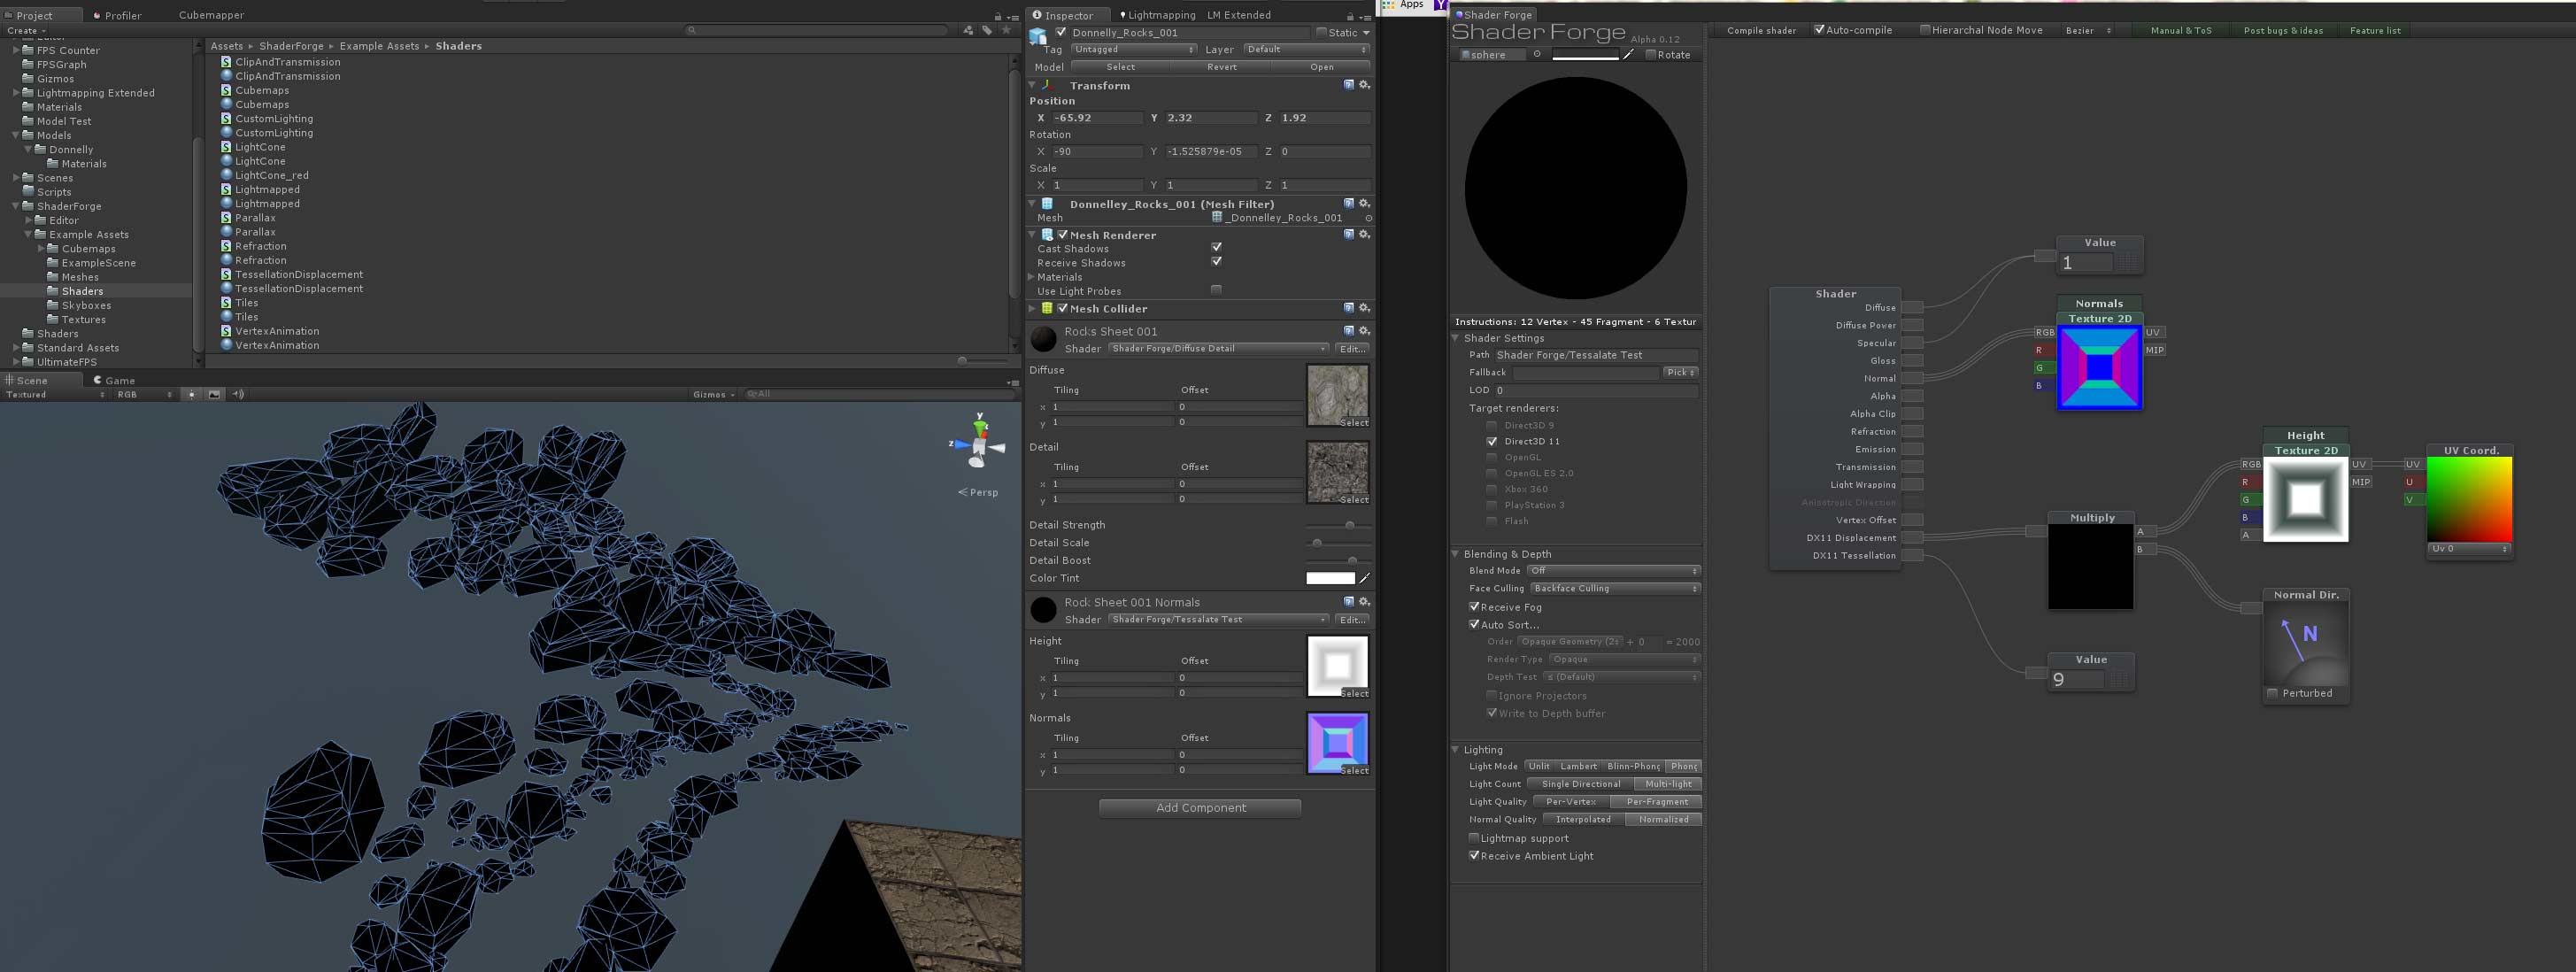 Project
Profiler
Cubemapper
Create
FPS Counter
FPSGraph
Gizmos
Lightmapping Extended
Materials
Model Test
Models
Donnelly
Materials
Scenes
Scripts
ShaderForge
Editor
Example Assets
Cubemaps
ExampleScene
Meshes
Shaders
Skyboxes
Textures
Shaders
Standard Assets
UltimateFPS
Assets ▸ ShaderForge ▸ Example Assets ▸ Shaders
ClipAndTransmission
ClipAndTransmission
Cubemaps
Cubemaps
CustomLighting
CustomLighting
LightCone
LightCone
LightCone_red
Lightmapped
Lightmapped
Parallax
Parallax
Refraction
Refraction
TessellationDisplacement
TessellationDisplacement
Tiles
Tiles
VertexAnimation
VertexAnimation
Scene
Game
Textured
RGB
Gizmos
All
y
z
Persp
Inspector
Lightmapping
LM Extended
Donnelly_Rocks_001
Static
Tag Untagged
Layer Default
Model Select Revert Open
Transform
Position
X -65.92 Y 2.32 Z 1.92
Rotation
X -90 Y -1.525879e-05 Z 0
Scale
X 1 Y 1 Z 1
Donnelley_Rocks_001 (Mesh Filter)
Mesh _Donnelley_Rocks_001
Mesh Renderer
Cast Shadows
Receive Shadows
Materials
Use Light Probes
Mesh Collider
Rocks Sheet 001
Shader Shader Forge/Diffuse Detail Edit...
Diffuse
Tiling Offset
x 1 0
y 1 0
Select
Detail
Tiling Offset
x 1 0
y 1 0
Select
Detail Strength
Detail Scale
Detail Boost
Color Tint
Rock Sheet 001 Normals
Shader Shader Forge/Tessalate Test Edit...
Height
Tiling Offset
x 1 0
y 1 0
Select
Normals
Tiling Offset
x 1 0
y 1 0
Select
Add Component
Apps
Shader Forge
Shader Forge Alpha 0.12
sphere
Rotate
Instructions: 12 Vertex - 45 Fragment - 6 Textur
Shader Settings
Path Shader Forge/Tessalate Test
Fallback Pick
LOD 0
Target renderers:
Direct3D 9
Direct3D 11
OpenGL
OpenGL ES 2.0
Xbox 360
PlayStation 3
Flash
Blending & Depth
Blend Mode Off
Face Culling Backface Culling
Receive Fog
Auto Sort...
Order Opaque Geometry (2 + 0 = 2000
Render Type Opaque
Depth Test ≤ (Default)
Ignore Projectors
Write to Depth buffer
Lighting
Light Mode Unlit Lambert Blinn-Phong Phong
Light Count Single Directional Multi-light
Light Quality Per-Vertex Per-Fragment
Normal Quality Interpolated Normalized
Lightmap support
Receive Ambient Light
Compile shader
Auto-compile
Hierarchal Node Move
Bezier
Manual & ToS
Post bugs & ideas
Feature list
Shader
Diffuse
Diffuse Power
Specular
Gloss
Normal
Alpha
Alpha Clip
Refraction
Emission
Transmission
Light Wrapping
Anisotropic Direction
Vertex Offset
DX11 Displacement
DX11 Tessellation
Value
1
Normals
Texture 2D
RGB
R
G
B
UV
MIP
Multiply
A
B
Value
9
Height
Texture 2D
RGB
R
G
B
A
UV
MIP
UV Coord.
UV
U
V
Uv 0
Normal Dir.
N
Perturbed